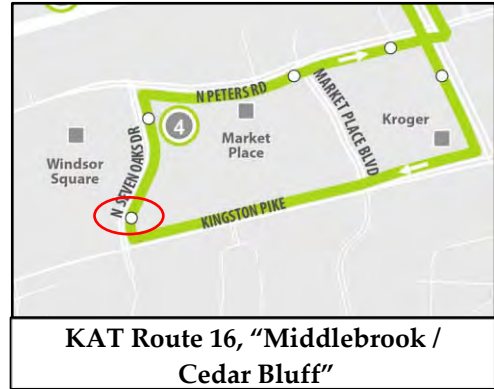 N PETERS RD
MARKET PLACE BLVD
4
Market
Place
Kroger
N SEVEN OAKS DR
Windsor
Square
KINGSTON PIKE
KAT Route 16, “Middlebrook /
Cedar Bluff”